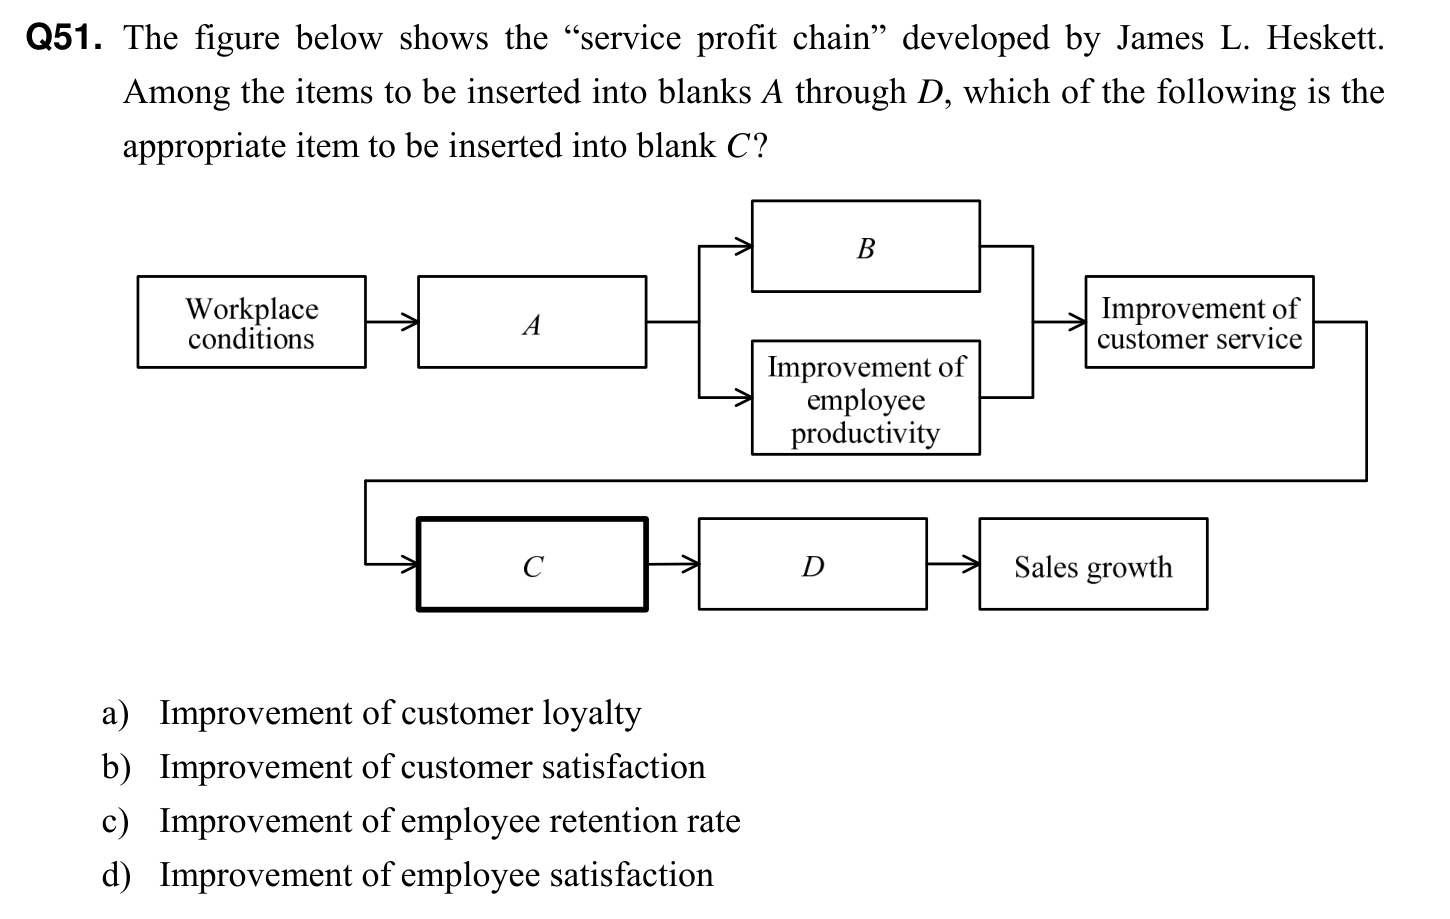 Q51. The figure below shows the “service profit chain” developed by James L. Heskett.
Among the items to be inserted into blanks A through D, which of the following is the
appropriate item to be inserted into blank C?
B
Workplace
conditions
A
Improvement of
employee
productivity
Improvement of
customer service
C
D
Sales growth
a) Improvement of customer loyalty
b) Improvement of customer satisfaction
c) Improvement of employee retention rate
d) Improvement of employee satisfaction